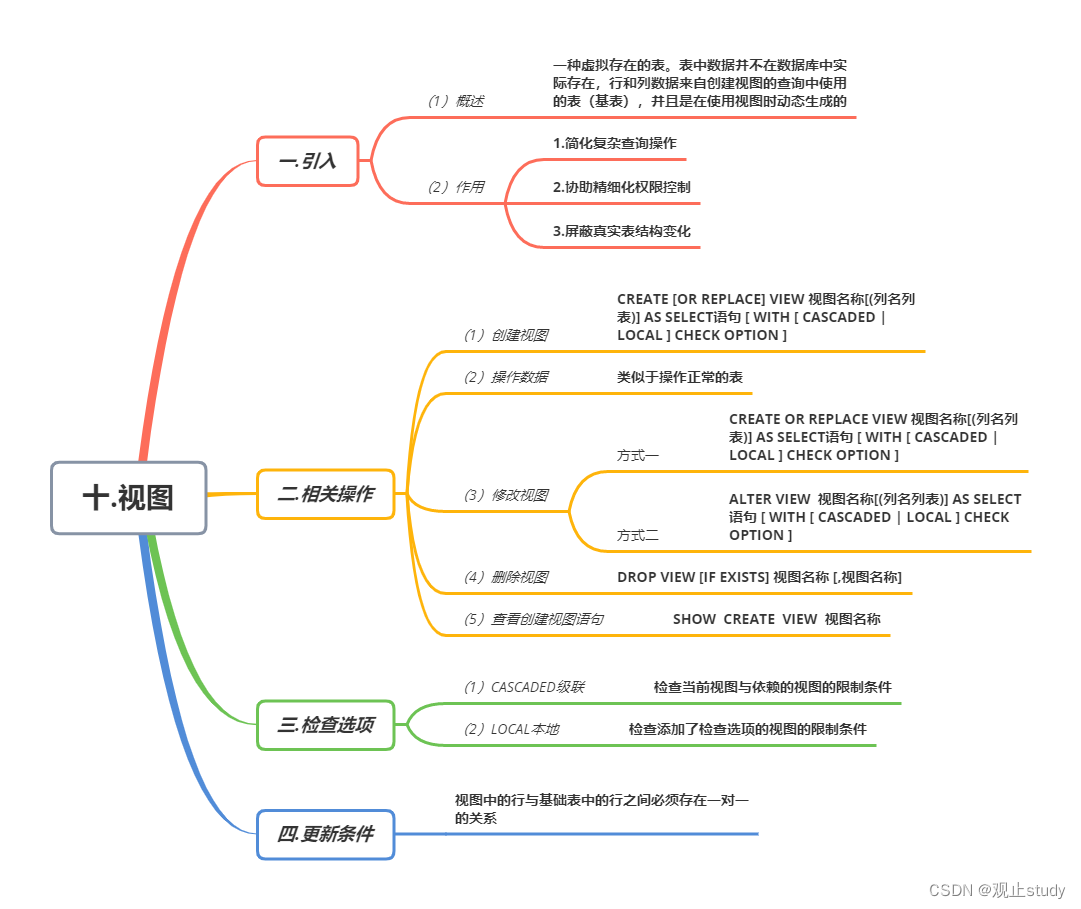 十.视图
一.引入
（1）概述
一种虚拟存在的表。表中数据并不在数据库中实
际存在，行和列数据来自创建视图的查询中使用
的表（基表），并且是在使用视图时动态生成的
（2）作用
1.简化复杂查询操作
2.协助精细化权限控制
3.屏蔽真实表结构变化
二.相关操作
（1）创建视图
CREATE [OR REPLACE] VIEW 视图名称[(列名列
表)] AS SELECT语句 [ WITH [ CASCADED |
LOCAL ] CHECK OPTION ]
（2）操作数据
类似于操作正常的表
（3）修改视图
方式一
CREATE OR REPLACE VIEW 视图名称[(列名列
表)] AS SELECT语句 [ WITH [ CASCADED |
LOCAL ] CHECK OPTION ]
方式二
ALTER VIEW 视图名称[(列名列表)] AS SELECT
语句 [ WITH [ CASCADED | LOCAL ] CHECK
OPTION ]
（4）删除视图
DROP VIEW [IF EXISTS] 视图名称 [,视图名称]
（5）查看创建视图语句
SHOW CREATE VIEW 视图名称
三.检查选项
（1）CASCADED级联
检查当前视图与依赖的视图的限制条件
（2）LOCAL本地
检查添加了检查选项的视图的限制条件
四.更新条件
视图中的行与基础表中的行之间必须存在一对一
的关系
CSDN @观止study